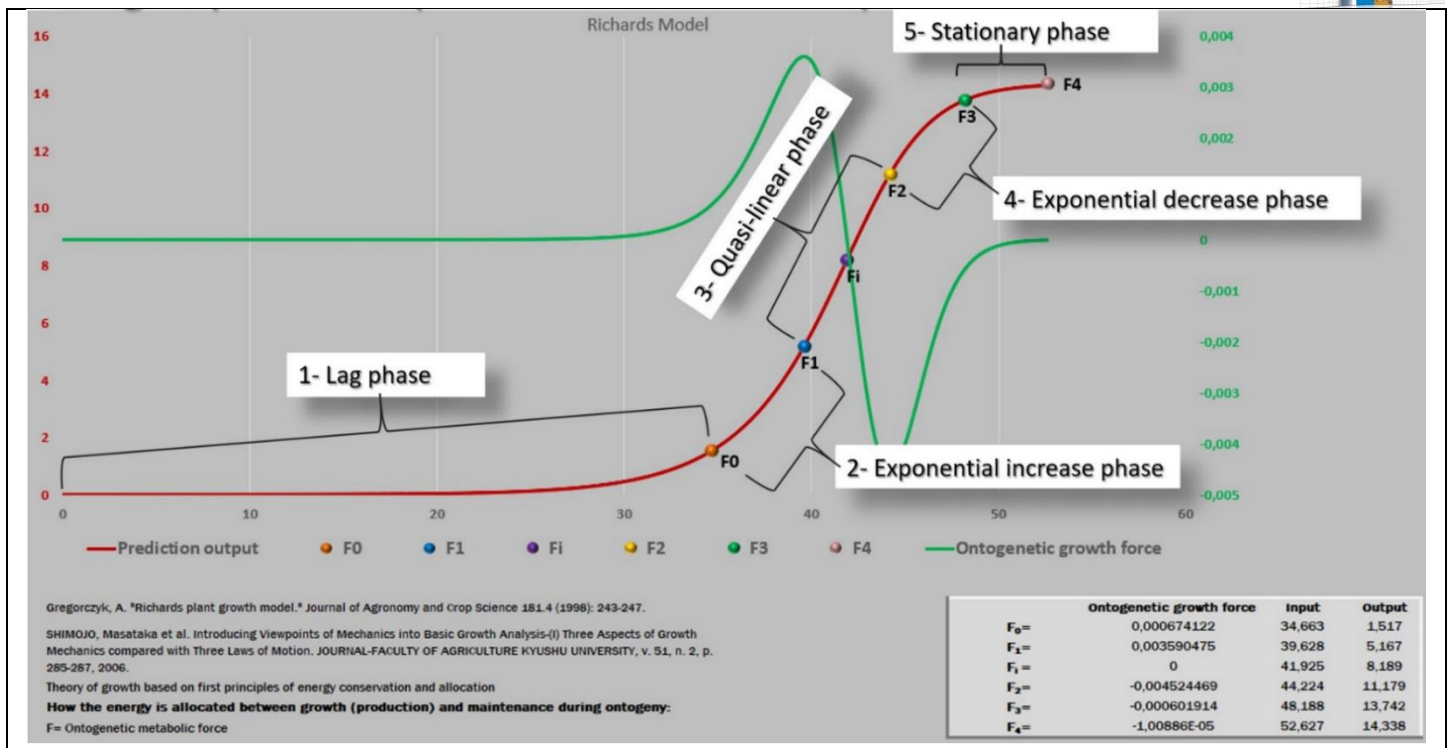 Richards Model
16
14
12
10
8
6
4
2
0
0
10
20
30
40
50
60
0,004
0,003
0,002
0
-0,001
-0,002
-0,003
-0,004
-0,005
5- Stationary phase
F4
F3
3- Quasi-linear phase
F2
4- Exponential decrease phase
Fi
F1
1- Lag phase
F0
2- Exponential increase phase
Prediction output F0 F1 Fi F2 F3 F4 Ontogenetic growth force
Gregorczyk, A. "Richards plant growth model." Journal of Agronomy and Crop Science 181.4 (1998): 243-247.
SHIMOJO, Masataka et al. Introducing Viewpoints of Mechanics into Basic Growth Analysis-(I) Three Aspects of Growth
Mechanics compared with Three Laws of Motion. JOURNAL-FACULTY OF AGRICULTURE KYUSHU UNIVERSITY, v. 51, n. 2, p.
285-287, 2006.
Theory of growth based on first principles of energy conservation and allocation
How the energy is allocated between growth (production) and maintenance during ontogeny:
F= Ontogenetic metabolic force
Ontogenetic growth force Input Output
F₀= 0,000674122 34,663 1,517
F₁= 0,003590475 39,628 5,167
Fᵢ= 0 41,925 8,189
F₂= -0,004524469 44,224 11,179
F₃= -0,000601914 48,188 13,742
F₄= -1,00886E-05 52,627 14,338